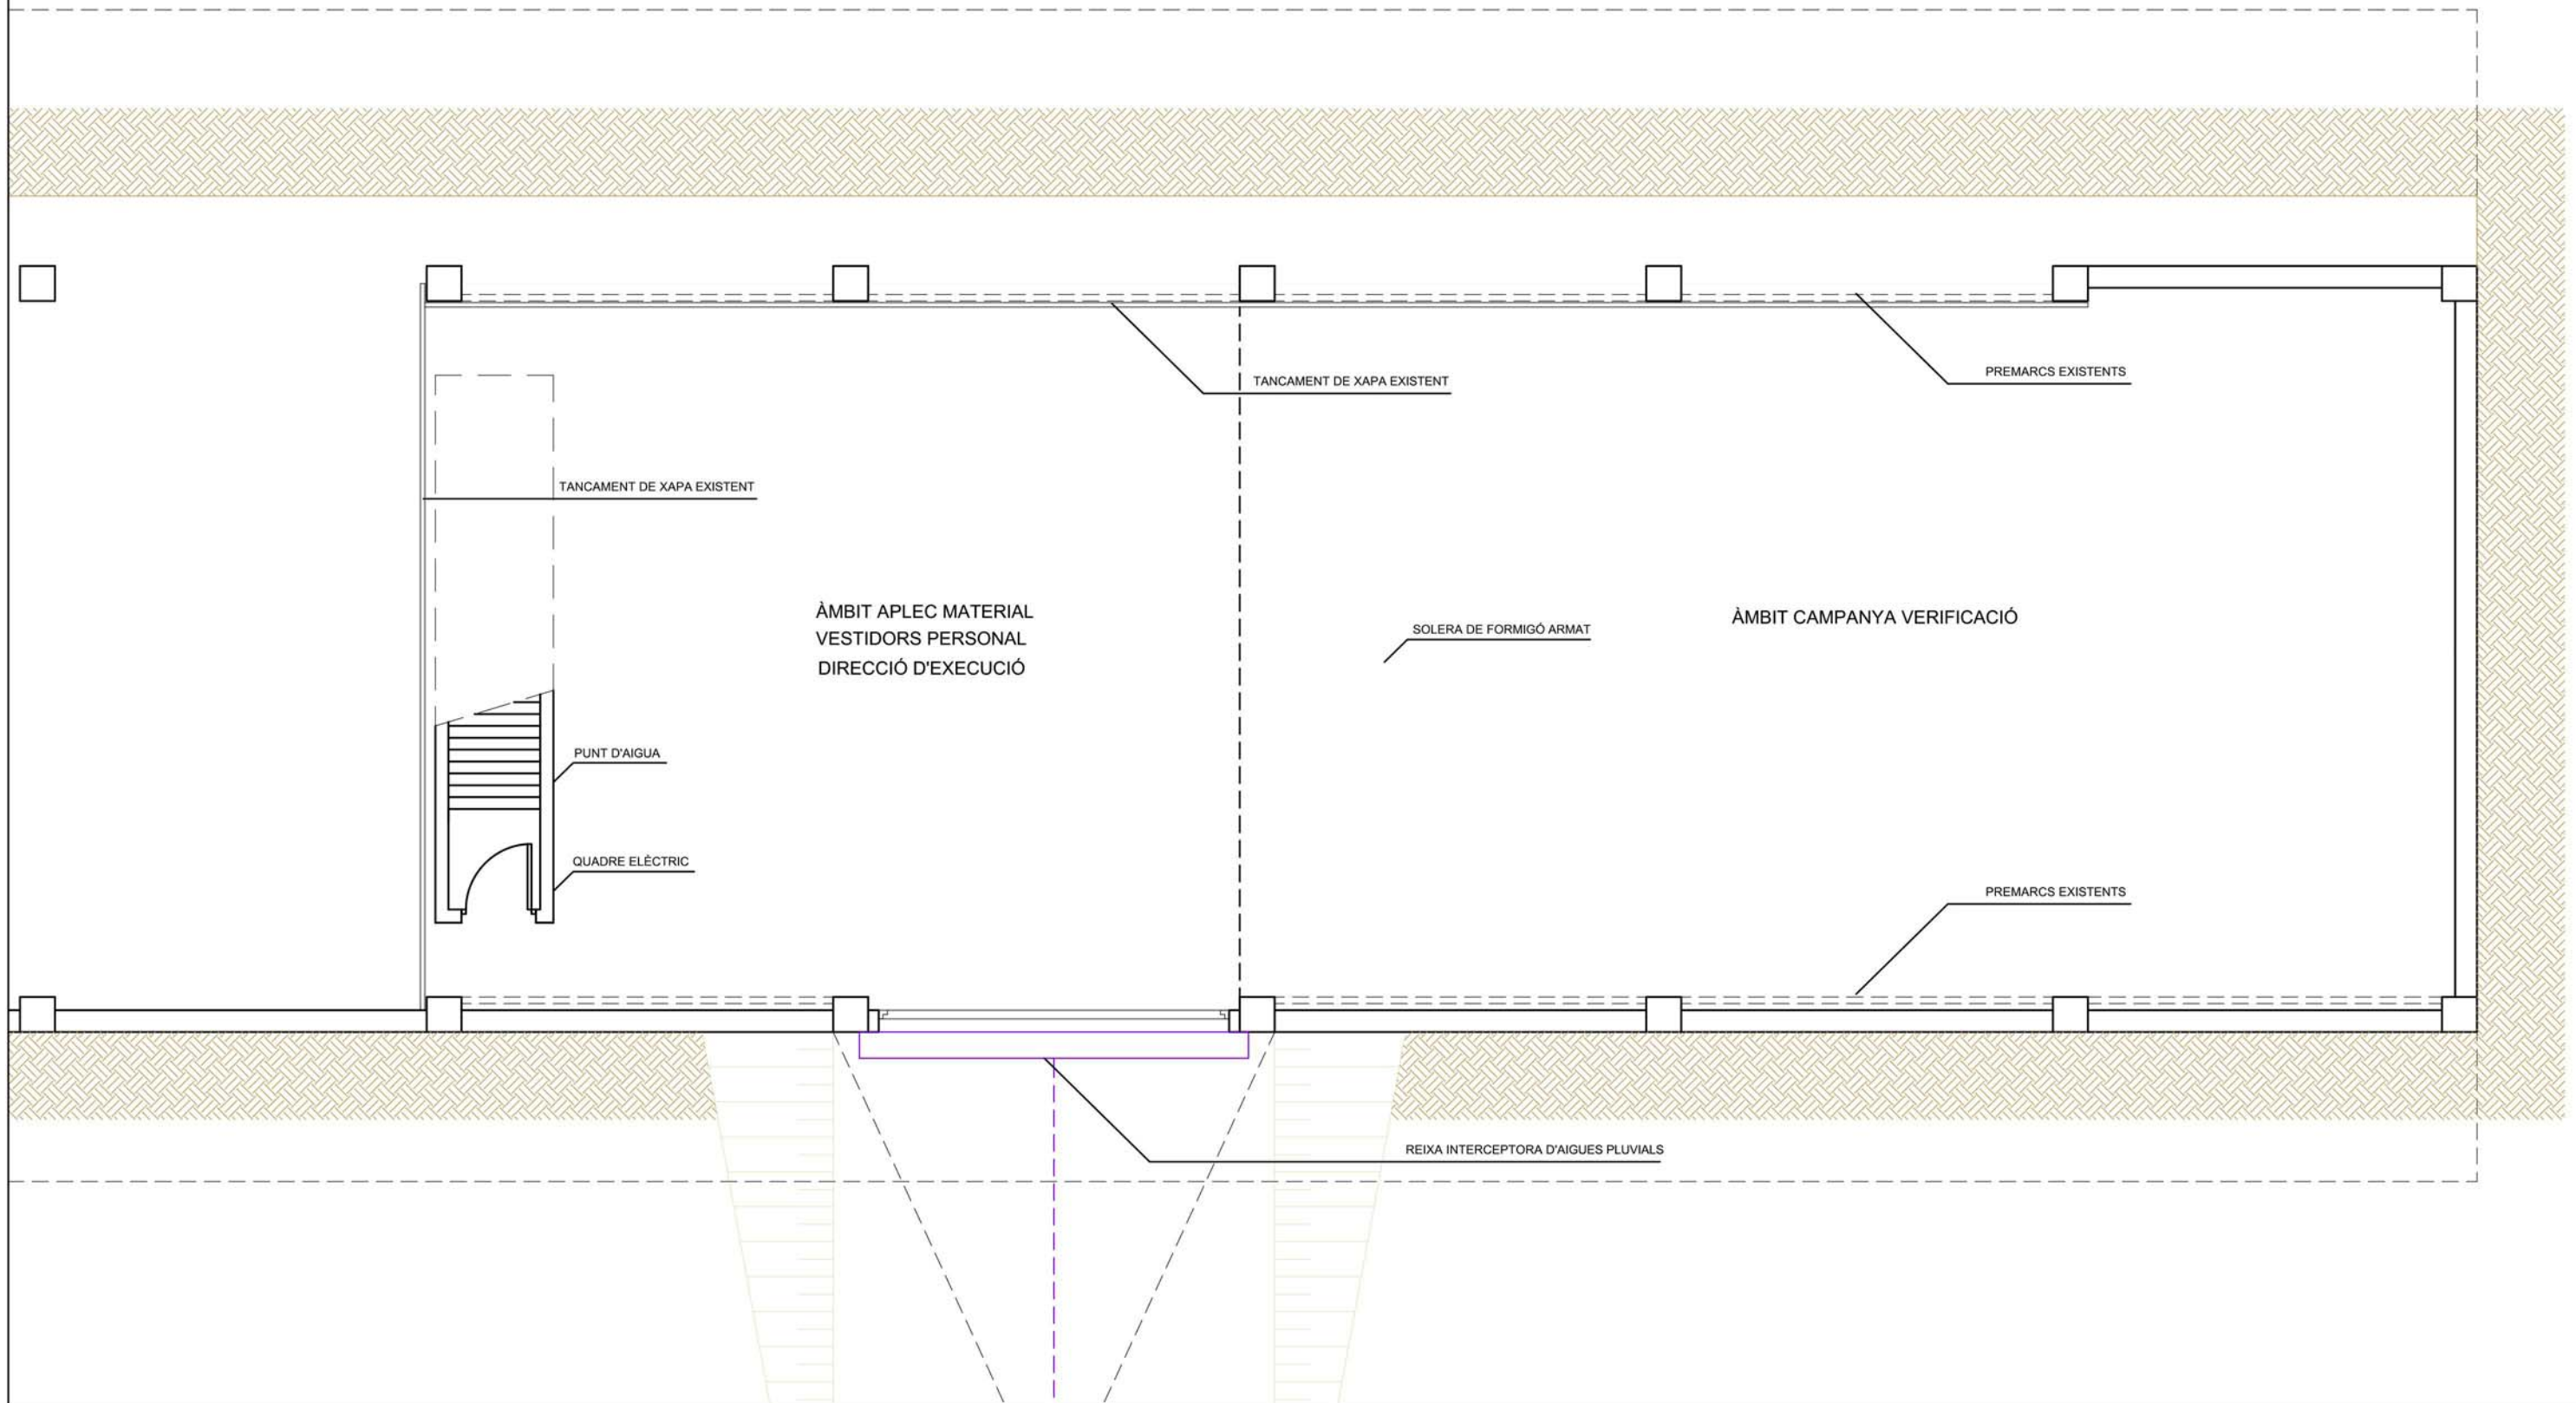 PREMARCS EXISTENTS
TANCAMENT DE XAPA EXISTENT
TANCAMENT DE XAPA EXISTENT
ÀMBIT APLEC MATERIAL
VESTIDORS PERSONAL
DIRECCIÓ D'EXECUCIÓ
ÀMBIT CAMPANYA VERIFICACIÓ
SOLERA DE FORMIGÓ ARMAT
PUNT D'AIGUA
QUADRE ELÈCTRIC
PREMARCS EXISTENTS
REIXA INTERCEPTORA D'AIGUES PLUVIALS